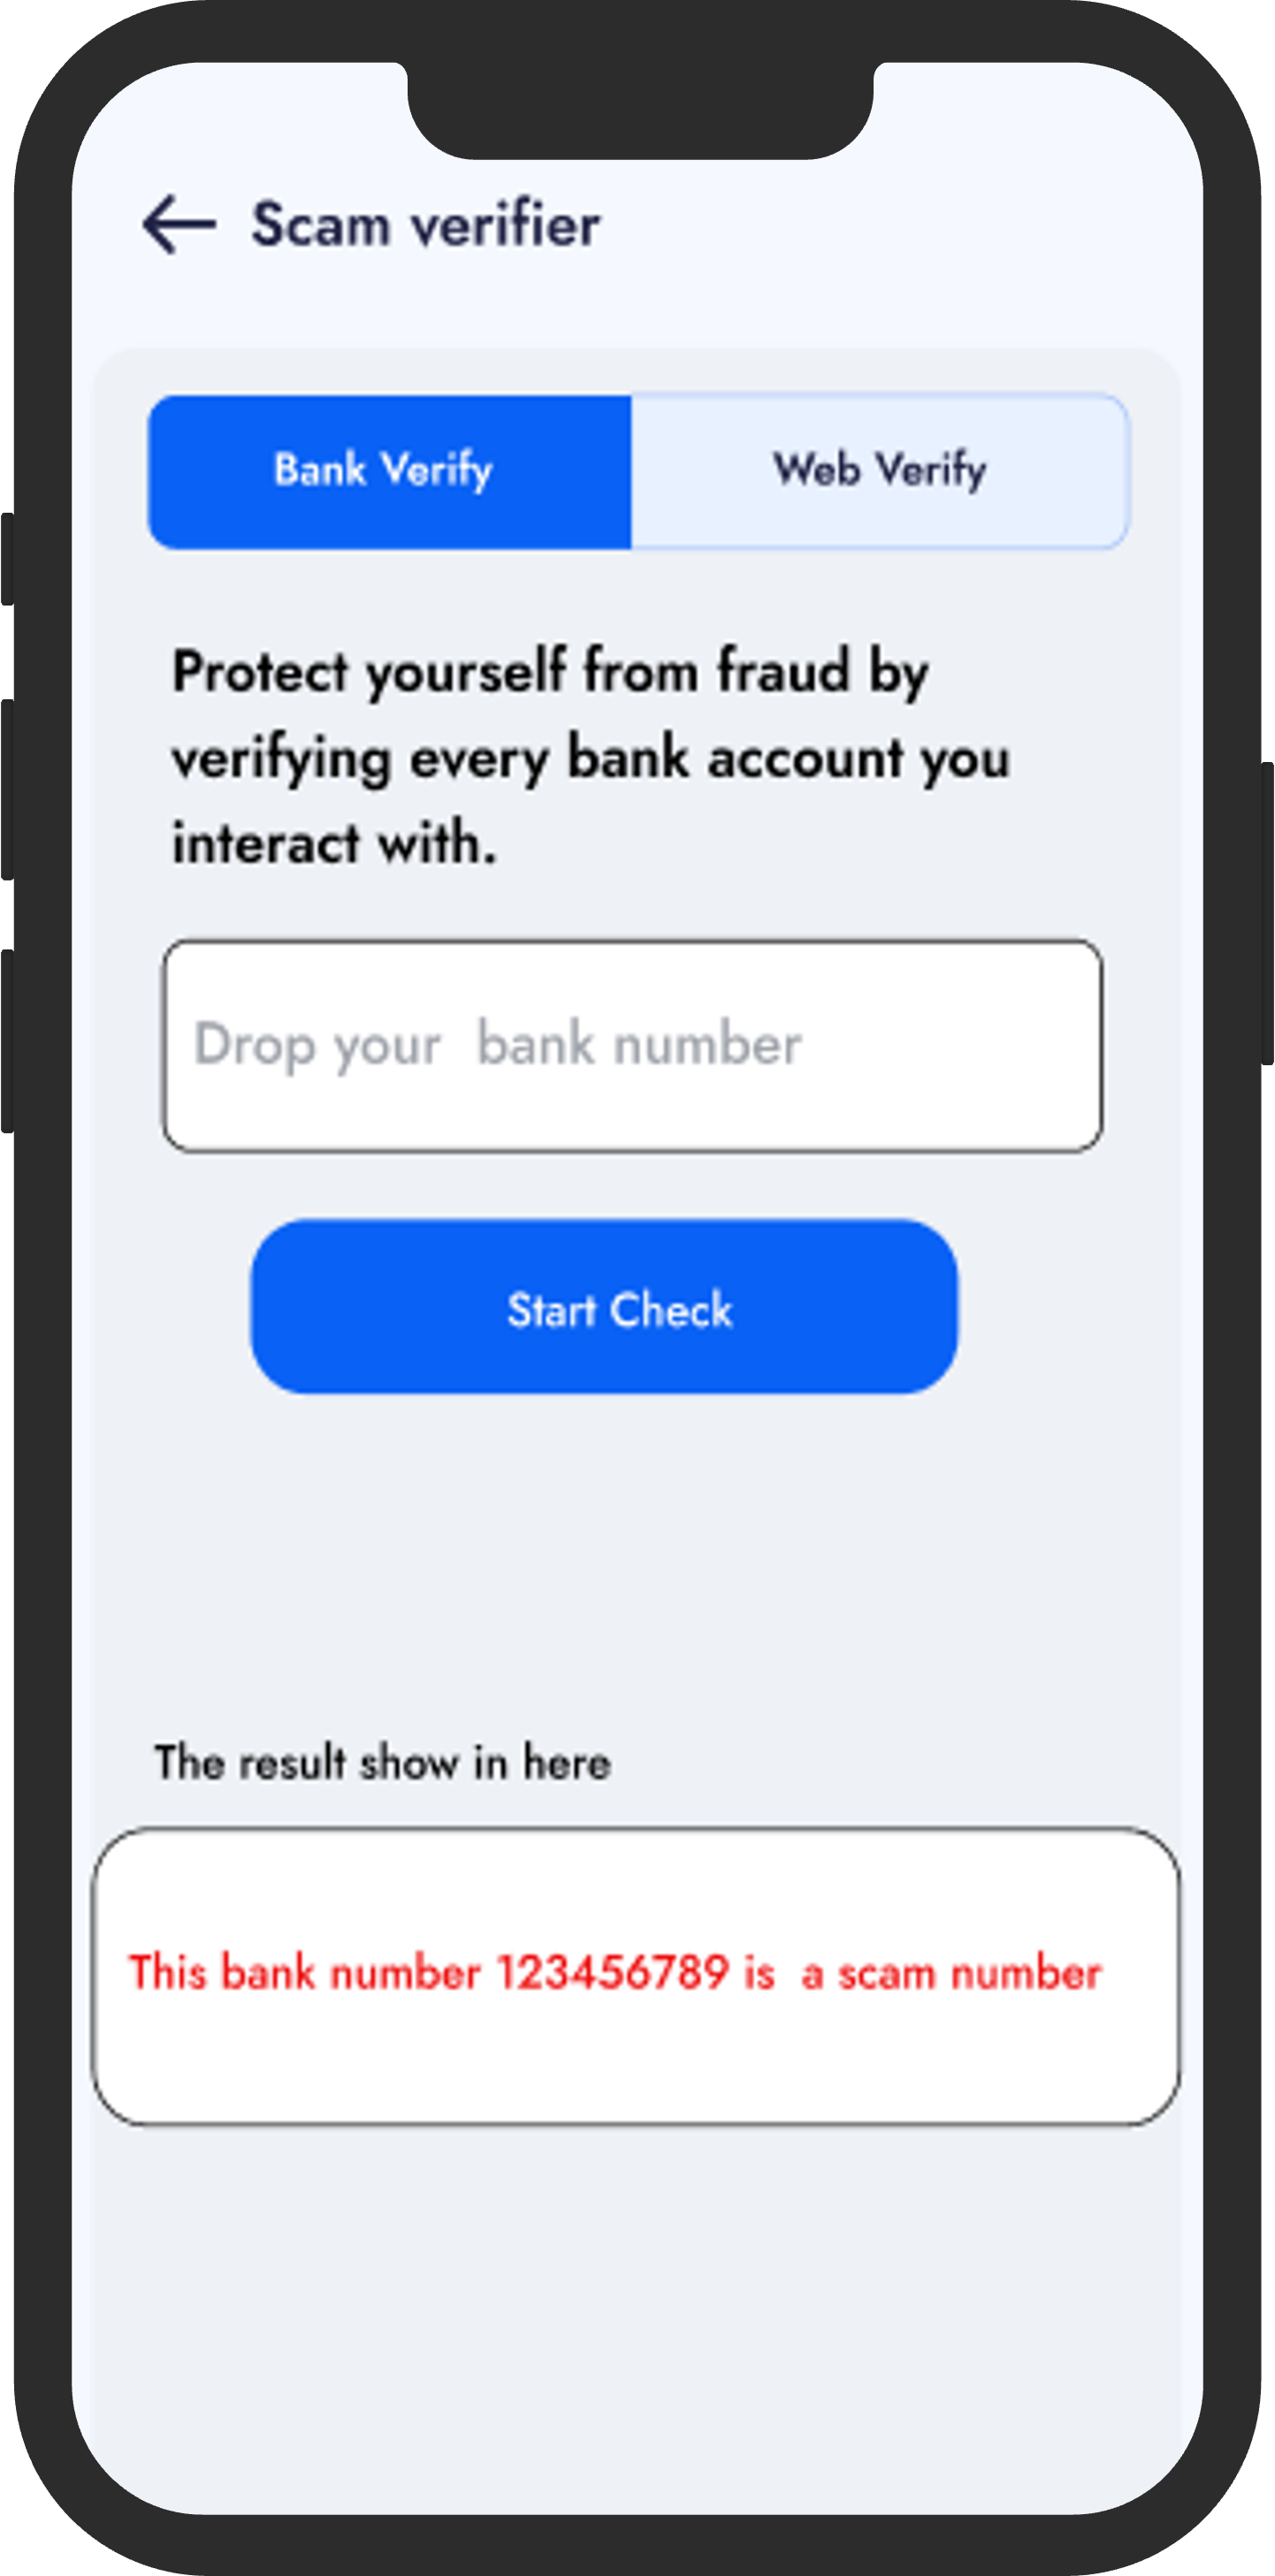 Scam verifier
Bank Verify
Web Verify
Protect yourself from fraud by
verifying every bank account you
interact with.
Drop your  bank number
Start Check
The result show in here
This bank number 123456789 is  a scam number